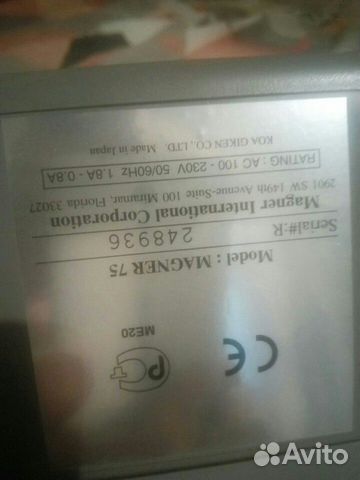 CE
PCT
ME20
Model : MAGNER 75
Serial#:R 248936
Magner International Corporation
2901 SW 149th Avenue-Suite 100 Miramar, Florida 33027
RATING : AC 100 - 230V 50/60Hz 1.8A - 0.8A
KOA GIKEN CO., LTD. Made in Japan
Avito